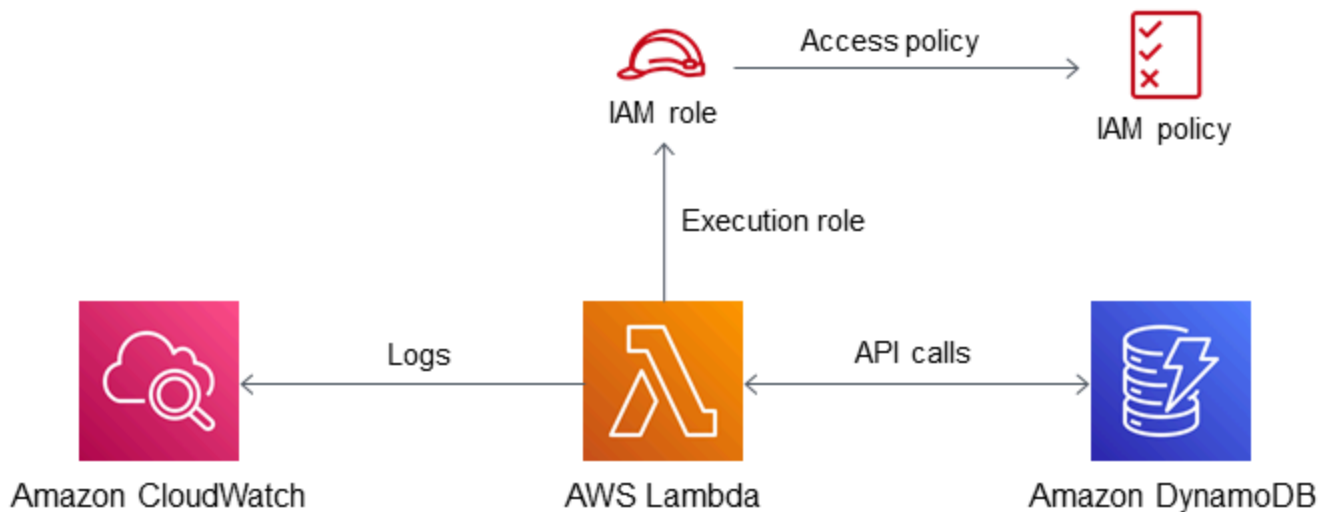 Access policy
IAM role
IAM policy
Execution role
Logs
API calls
Amazon CloudWatch
AWS Lambda
Amazon DynamoDB